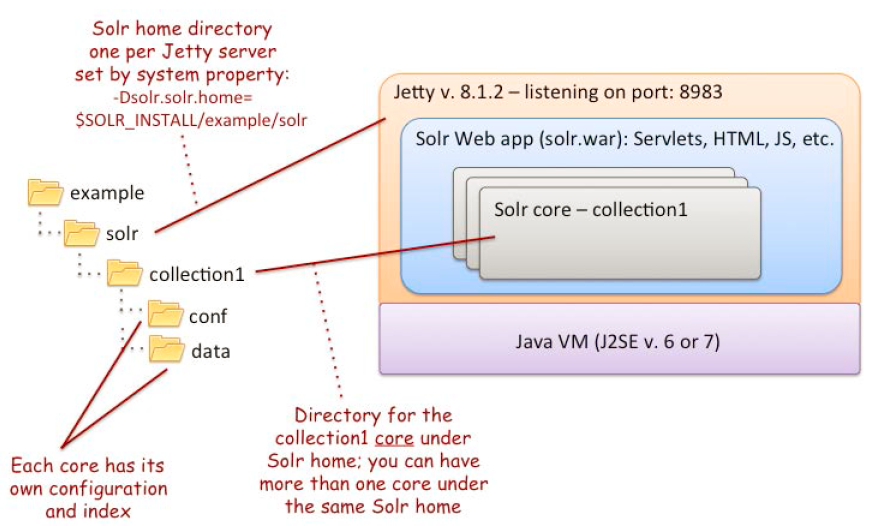 Solr home directory
one per Jetty server
set by system property:
-Dsolr.solr.home=
$SOLR_INSTALL/example/solr
Jetty v. 8.1.2 – listening on port: 8983
Solr Web app (solr.war): Servlets, HTML, JS, etc.
Solr core – collection1
Java VM (J2SE v. 6 or 7)
example
solr
collection1
conf
data
Each core has its
own configuration
and index
Directory for the
collection1 core under
Solr home; you can have
more than one core under
the same Solr home